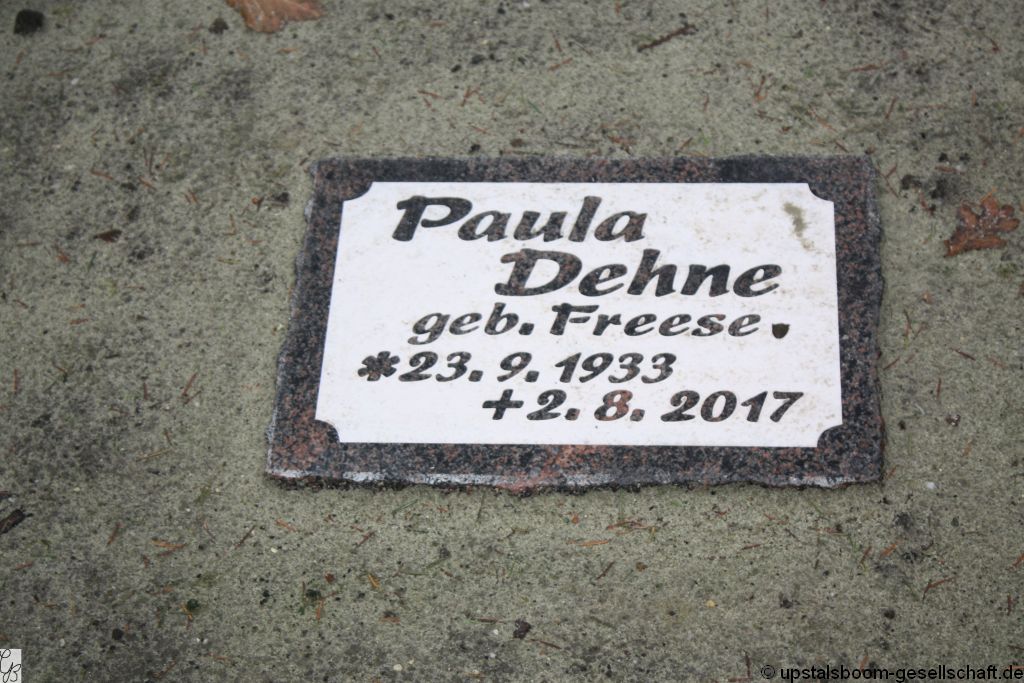 Paula
Dehne
geb. Freese
*23. 9. 1933
+2. 8. 2017
© upstalsboom-gesellschaft.de